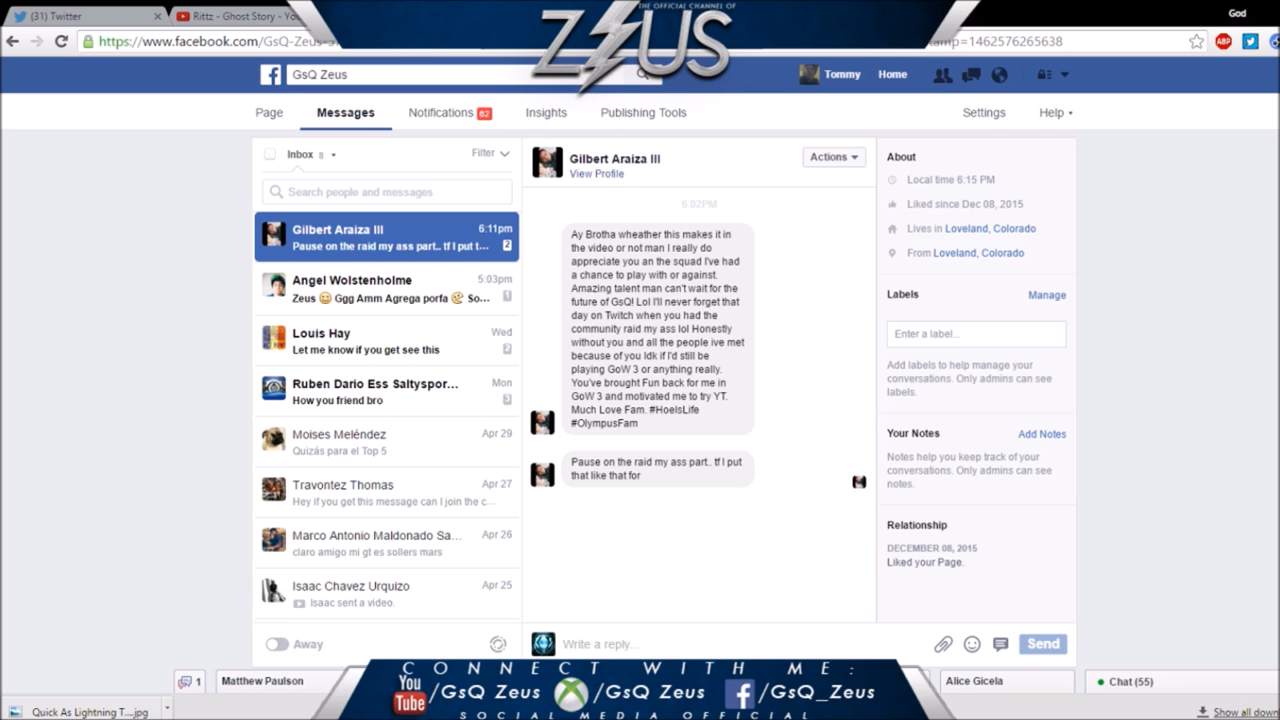 (31) Twitter
Rittz - Ghost Story - You
God
THE OFFICIAL CHANNEL OF
ZEUS
https://www.facebook.com/GsQ-Zeus-
amp=1462576265638
ABP
GsQ Zeus
Tommy
Home
Page
Messages
Notifications 62
Insights
Publishing Tools
Settings
Help
Inbox 8
Filter
Search people and messages
Gilbert Araiza III 6:11pm
Pause on the raid my ass part.. tf I put t... 2
Angel Wolstenholme 5:03pm
Zeus 😀 Ggg Amm Agrega porfa So... 1
Louis Hay Wed
Let me know if you get see this 2
Ruben Dario Ess Saltyspor... Mon
How you friend bro 3
Moises Meléndez Apr 29
Quizás para el Top 5
Travontez Thomas Apr 27
Hey if you get this message can I join the c...
Marco Antonio Maldonado Sa... Apr 26
claro amigo mi gt es sollers mars
Isaac Chavez Urquizo Apr 25
Isaac sent a video.
Away
Gilbert Araiza III
View Profile
Actions
6:02PM
Ay Brotha wheather this makes it in
the video or not man I really do
appreciate you an the squad I've had
a chance to play with or against.
Amazing talent man can't wait for the
future of GsQ! Lol I'll never forget that
day on Twitch when you had the
community raid my ass lol Honestly
without you and all the people ive met
because of you Idk if I'd still be
playing GoW 3 or anything really.
You've brought Fun back for me in
GoW 3 and motivated me to try YT.
Much Love Fam. #HoeIsLife
#OlympusFam
Pause on the raid my ass part.. tf I put
that like that for
Write a reply...
Send
About
Local time 6:15 PM
Liked since Dec 08, 2015
Lives in Loveland, Colorado
From Loveland, Colorado
Labels
Manage
Enter a label...
Add labels to help manage your
conversations. Only admins can see
labels.
Your Notes
Add Notes
Notes help you keep track of your
conversations. Only admins can see
notes.
Relationship
DECEMBER 08, 2015
Liked your Page.
1
Matthew Paulson
Alice Gicela
Chat (55)
CONNECT WITH ME:
You Tube /GsQ Zeus /GsQ Zeus f /GsQ_Zeus
SOCIAL MEDIA OFFICIAL
Quick As Lightning T....jpg
Show all down